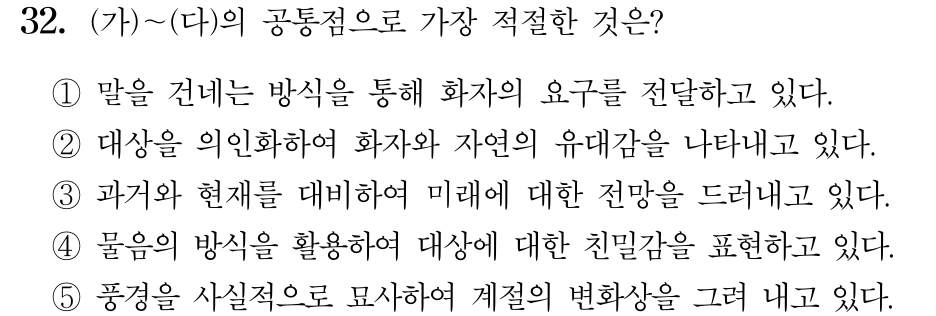 32. (가)~(다)의 공통점으로 가장 적절한 것은?
① 말을 건네는 방식을 통해 화자의 요구를 전달하고 있다.
② 대상을 의인화하여 화자와 자연의 유대감을 나타내고 있다.
③ 과거와 현재를 대비하여 미래에 대한 전망을 드러내고 있다.
④ 물음의 방식을 활용하여 대상에 대한 친밀감을 표현하고 있다.
⑤ 풍경을 사실적으로 묘사하여 계절의 변화상을 그려 내고 있다.